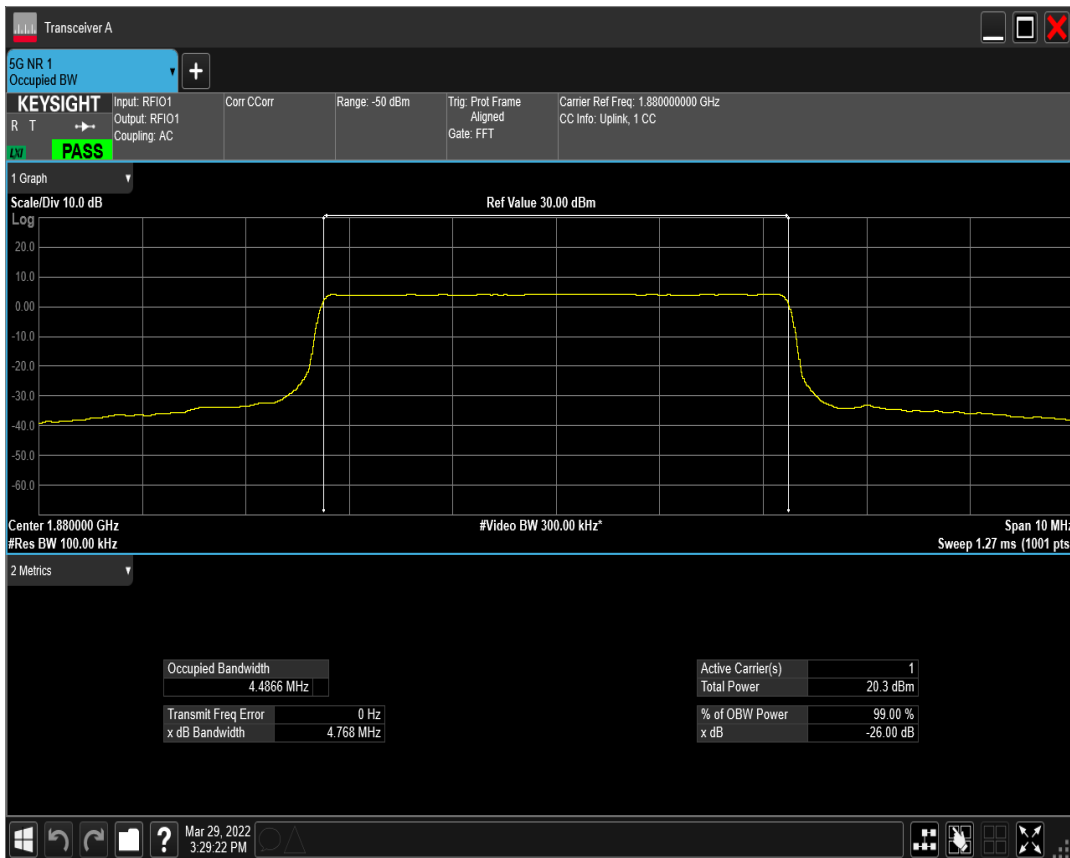 Transceiver A
5G NR 1
Occupied BW
+
KEYSIGHT
R T
LXI
PASS
Input: RFIO1
Output: RFIO1
Coupling: AC
Corr CCorr
Range: -50 dBm
Trig: Prot Frame
Aligned
Gate: FFT
Carrier Ref Freq: 1.880000000 GHz
CC Info: Uplink, 1 CC
1 Graph
Scale/Div 10.0 dB
Ref Value 30.00 dBm
Log
20.0
10.0
0.00
-10.0
-20.0
-30.0
-40.0
-50.0
-60.0
Center 1.880000 GHz
#Video BW 300.00 kHz*
Span 10 MHz
#Res BW 100.00 kHz
Sweep 1.27 ms (1001 pts
2 Metrics
Occupied Bandwidth
4.4866 MHz
Transmit Freq Error 0 Hz
x dB Bandwidth 4.768 MHz
Active Carrier(s) 1
Total Power 20.3 dBm
% of OBW Power 99.00 %
x dB -26.00 dB
?
Mar 29, 2022
3:29:22 PM